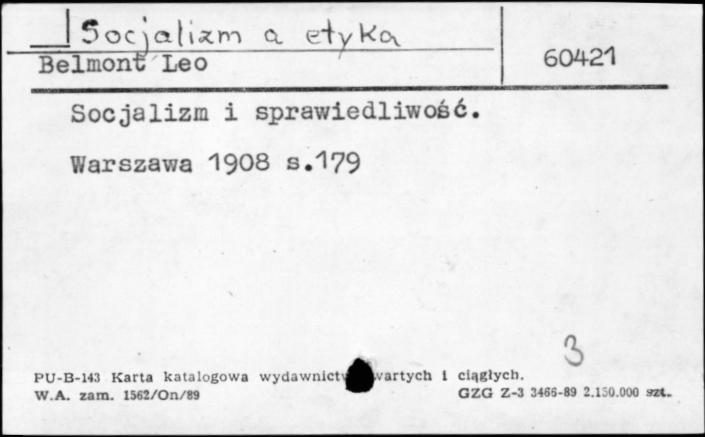 Socjalizm a etyka
Belmont Leo
60421
Socjalizm i sprawiedliwość.
Warszawa 1908 s.179
3
PU-B-143 Karta katalogowa wydawnictw zwartych i ciągłych.
W.A. zam. 1562/On/89
GZG Z-3 3466-89 2.150.000 szt.